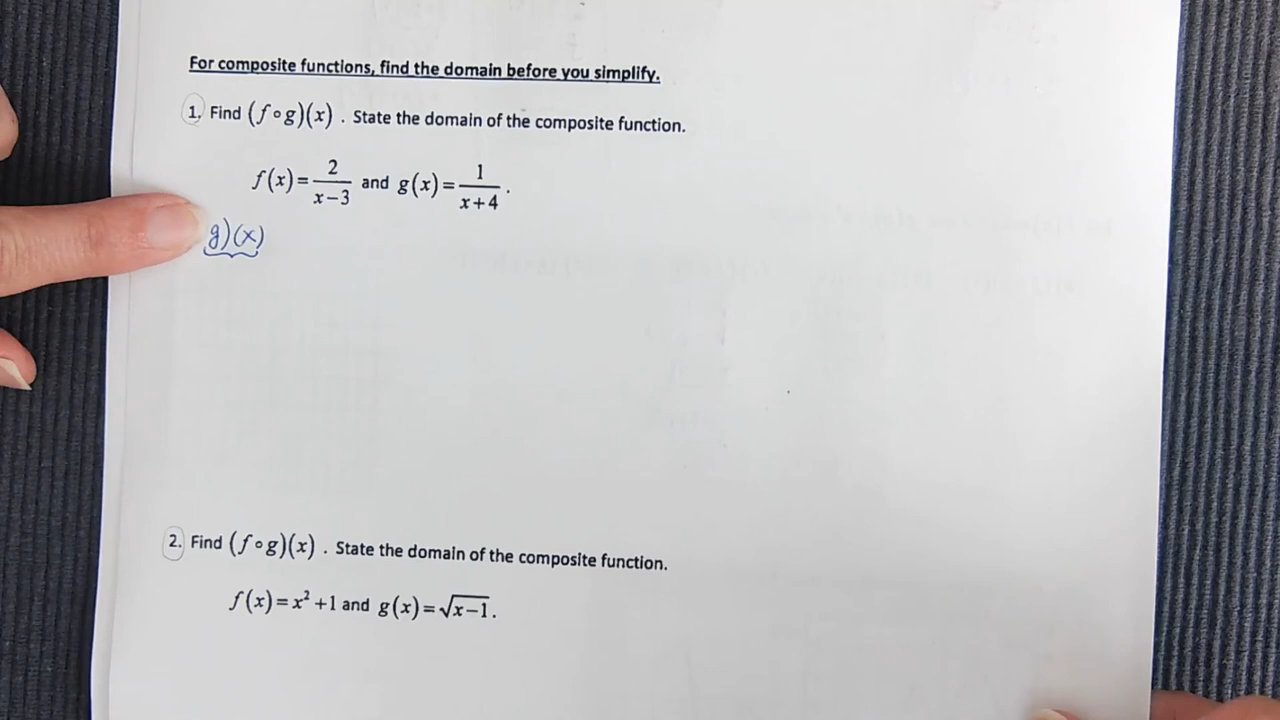 For composite functions, find the domain before you simplify.
1. Find (f∘g)(x). State the domain of the composite function.
f(x)=2/(x−3) and g(x)=1/(x+4).
g)(x)
2. Find (f∘g)(x). State the domain of the composite function.
f(x)=x²+1 and g(x)=√(x−1).